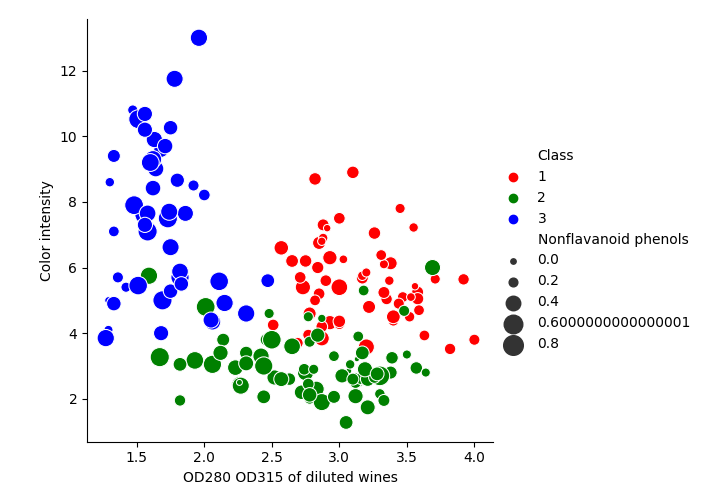 12
10
8
6
4
2
Color intensity
1.5 2.0 2.5 3.0 3.5 4.0
OD280 OD315 of diluted wines
Class
1
2
3
Nonflavanoid phenols
0.0
0.2
0.4
0.6000000000000001
0.8